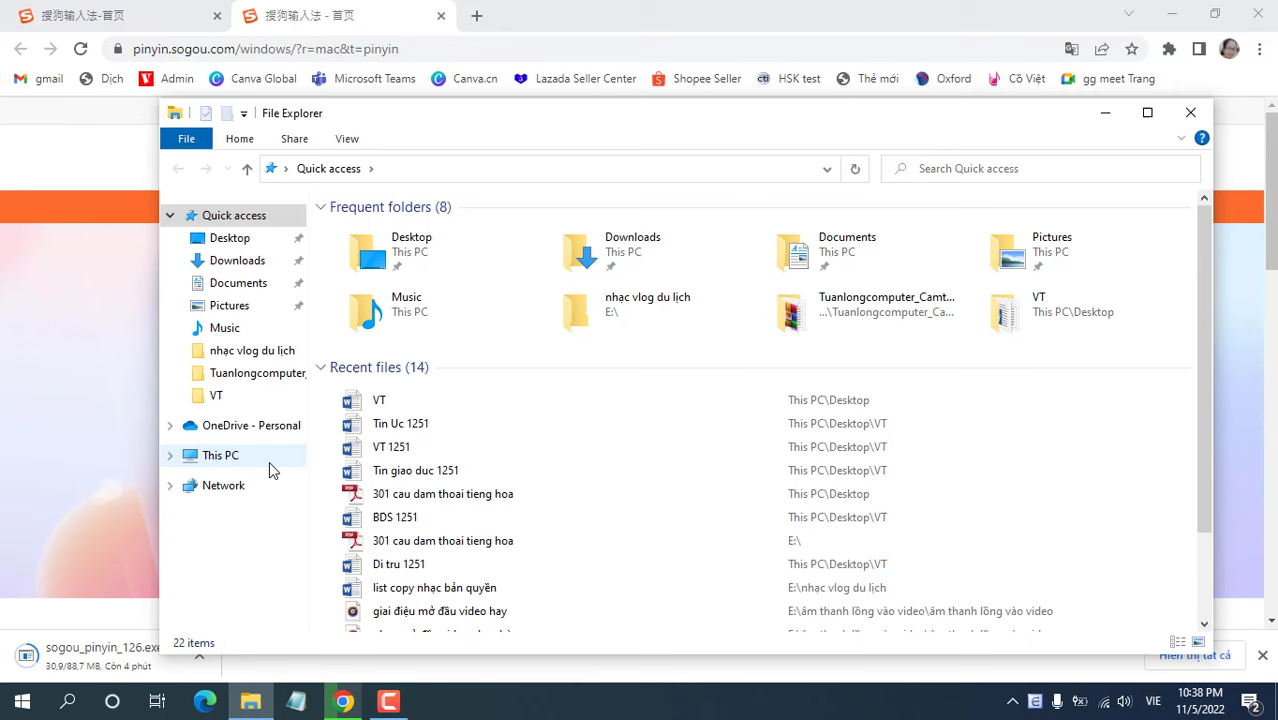 搜狗输入法-首页
搜狗输入法 - 首页
pinyin.sogou.com/windows/?r=mac&t=pinyin
gmail Dịch Admin Canva Global Microsoft Teams Canva.cn Lazada Seller Center Shopee Seller HSK test Thẻ mới Oxford Cồ Việt gg meet Trang
File Explorer
File Home Share View
Quick access
Search Quick access
Quick access
Desktop
Downloads
Documents
Pictures
Music
nhạc vlog du lịch
Tuanlongcomputer_
VT
OneDrive - Personal
This PC
Network
Frequent folders (8)
Desktop
This PC
Downloads
This PC
Documents
This PC
Pictures
This PC
Music
This PC
nhạc vlog du lịch
E:\
Tuanlongcomputer_Camt...
...\Tuanlongcomputer_Ca...
VT
This PC\Desktop
Recent files (14)
VT This PC\Desktop
Tin Uc 1251 This PC\Desktop\VT
VT 1251 This PC\Desktop\VT
Tin giao duc 1251 This PC\Desktop\VT
301 cau dam thoai tieng hoa This PC\Desktop
BDS 1251 This PC\Desktop\VT
301 cau dam thoai tieng hoa E:\
Di tru 1251 This PC\Desktop\VT
list copy nhạc bản quyền E:\nhạc vlog du lịch
giai điệu mở đầu video hay E:\âm thanh lồng vào video\âm thanh lồng vào video
22 items
sogou_pinyin_126.exe
30,9/88,7 MB, Còn 4 phút
Hiển thị tất cả
VIE
10:38 PM
11/5/2022
2